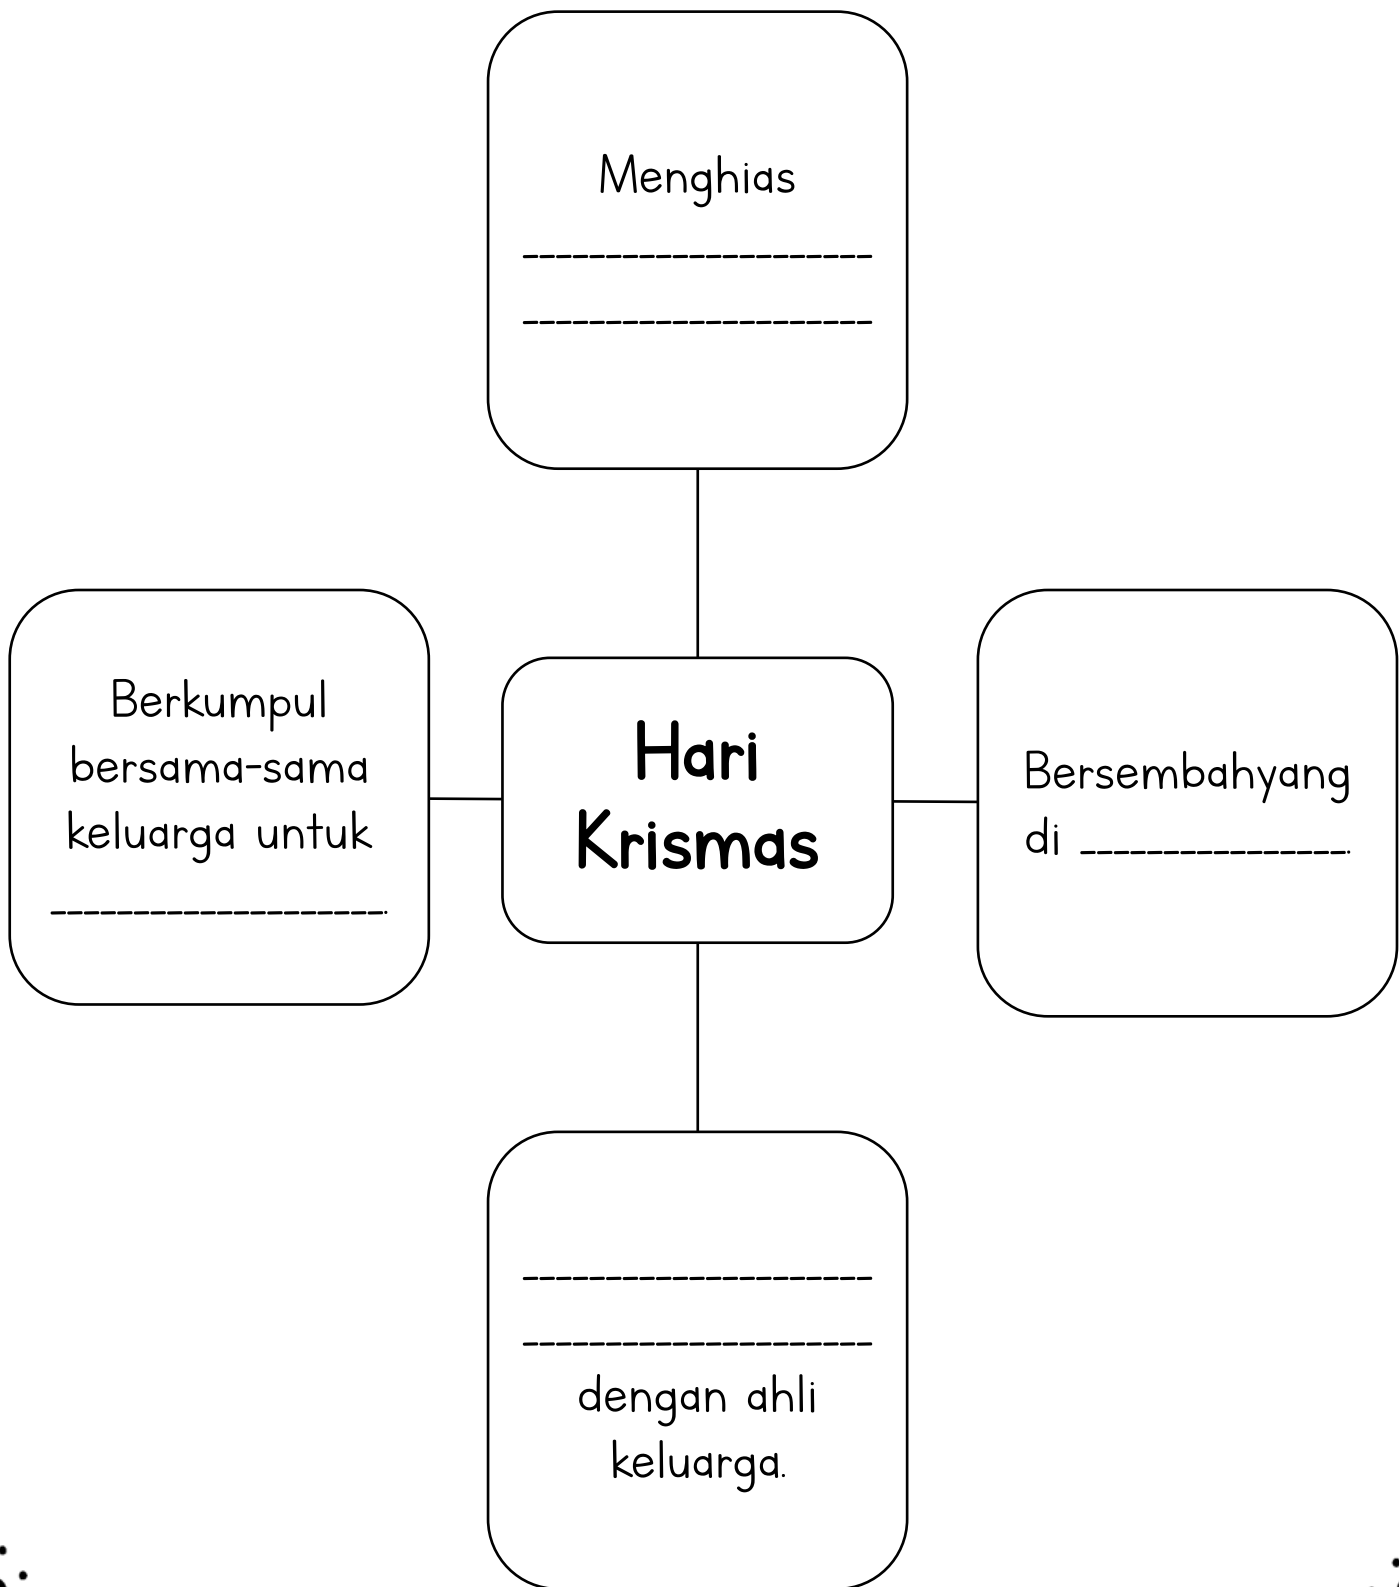 Menghias
Berkumpul
bersama-sama
keluarga untuk
Hari
Krismas
Bersembahyang
di
dengan ahli
keluarga.